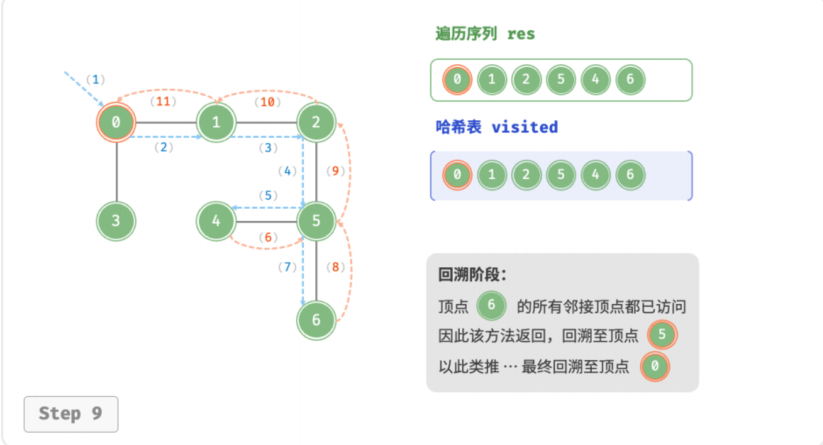 遍历序列 res
0 1 2 5 4 6
哈希表 visited
0 1 2 5 4 6
(1)
(11) (10)
0 1 2
(2) (3)
(4) (9)
(5)
3 4 5
(6)
(7) (8)
6
回溯阶段：
顶点 6 的所有邻接顶点都已访问
因此该方法返回，回溯至顶点 5
以此类推 … 最终回溯至顶点 0
Step 9